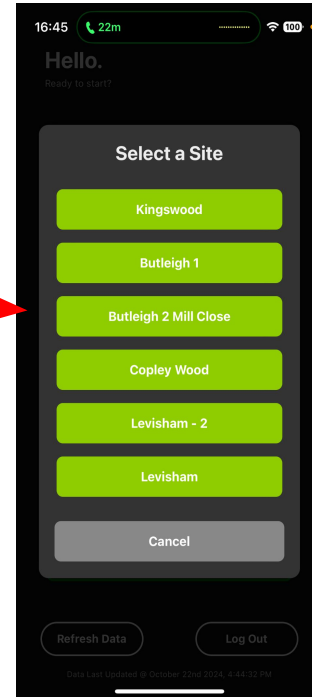 16:45 22m 100
Hello.
Ready to start?
Select a Site
Kingswood
Butleigh 1
Butleigh 2 Mill Close
Copley Wood
Levisham - 2
Levisham
Cancel
Refresh Data Log Out
Data Last Updated @ October 22nd 2024, 4:44:32 PM